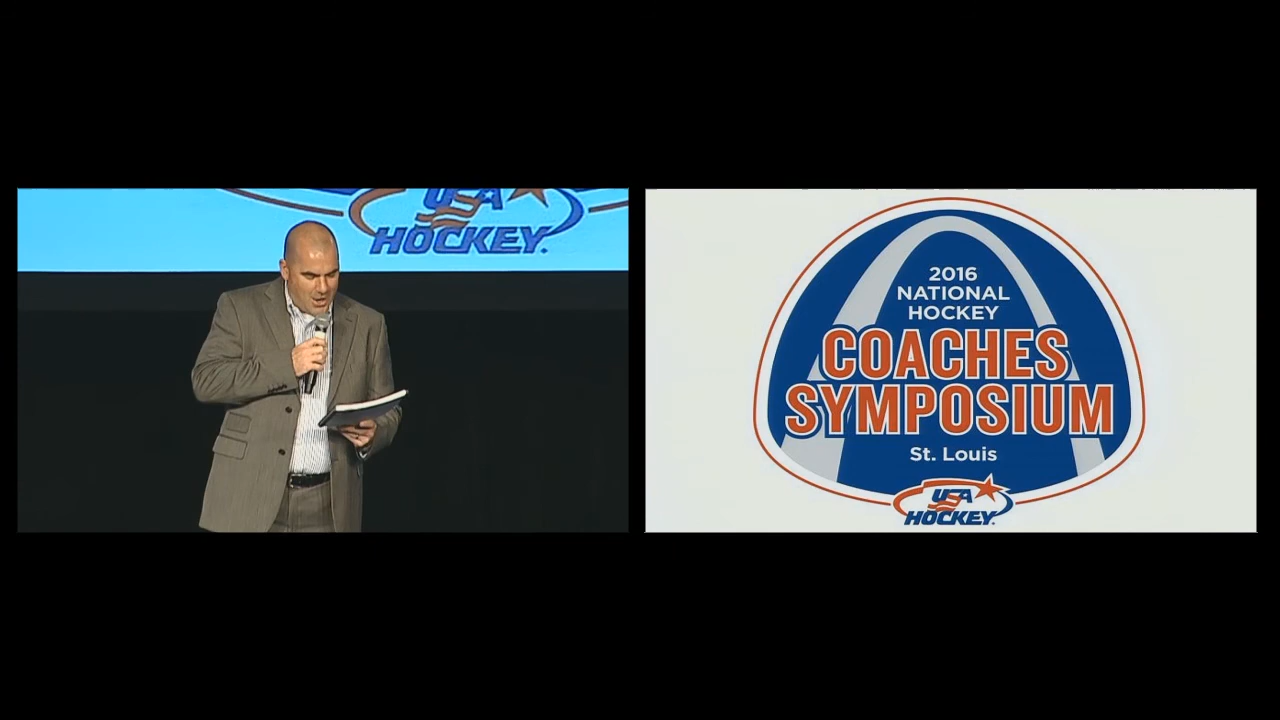 USA
HOCKEY.
2016
NATIONAL
HOCKEY
COACHES
SYMPOSIUM
St. Louis
USA
HOCKEY.